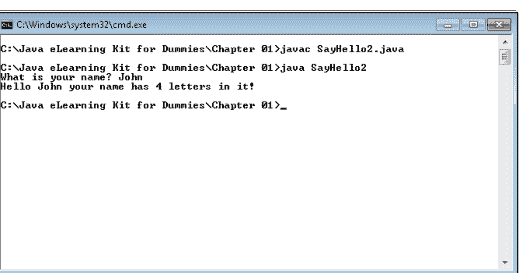 C:\Windows\system32\cmd.exe
C:\Java eLearning Kit for Dummies\Chapter 01>javac SayHello2.java
C:\Java eLearning Kit for Dummies\Chapter 01>java SayHello2
What is your name? John
Hello John your name has 4 letters in it!
C:\Java eLearning Kit for Dummies\Chapter 01>_